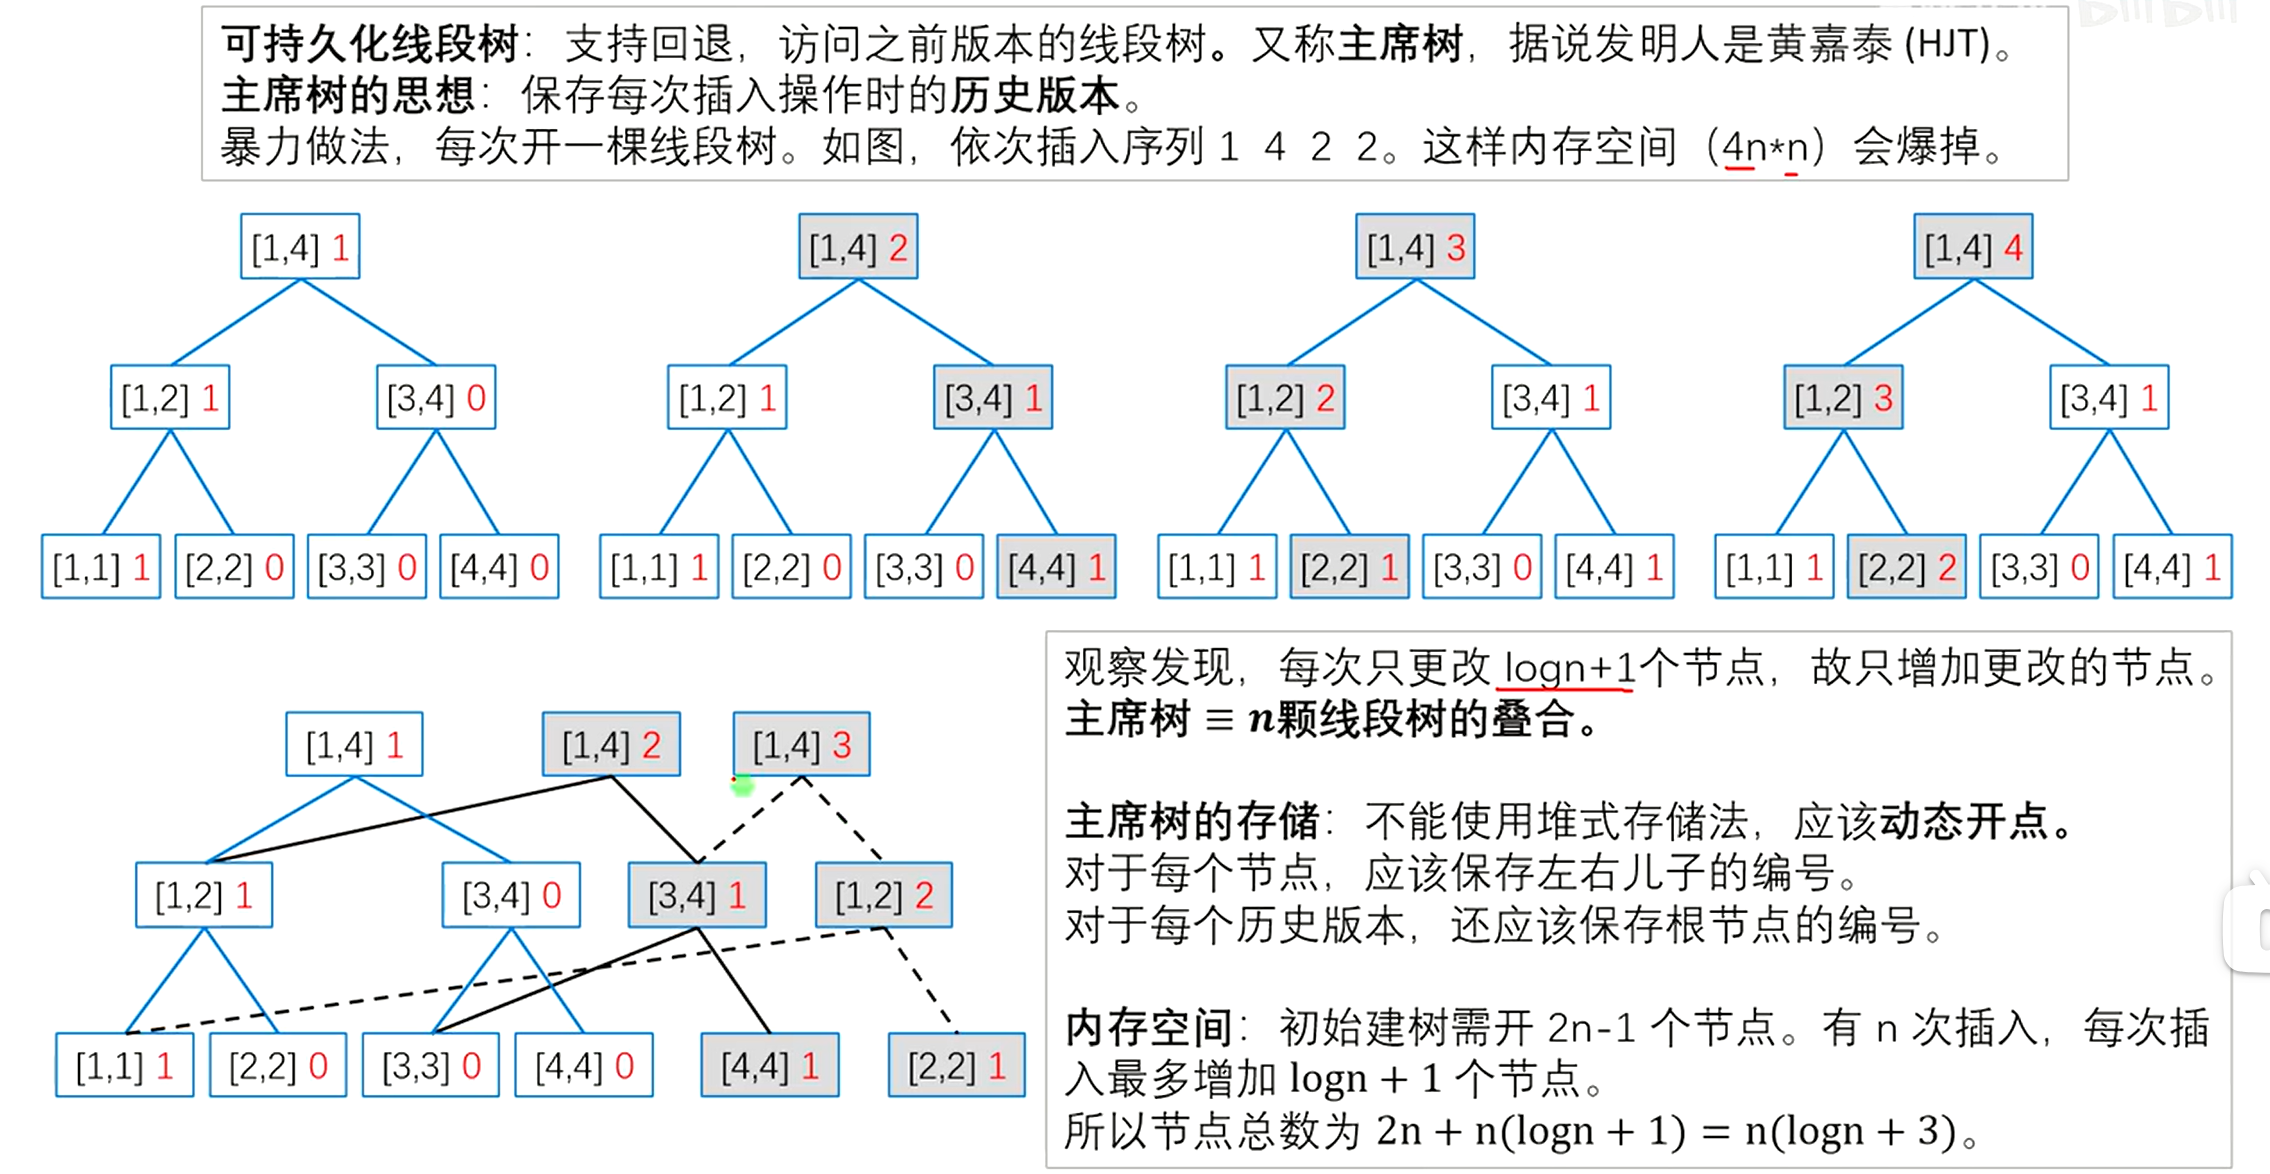 可持久化线段树：支持回退，访问之前版本的线段树。又称主席树，据说发明人是黄嘉泰 (HJT)。
主席树的思想：保存每次插入操作时的历史版本。
暴力做法，每次开一棵线段树。如图，依次插入序列 1 4 2 2。这样内存空间（4n*n）会爆掉。
[1,4] 1 [1,4] 2 [1,4] 3 [1,4] 4
[1,2] 1 [3,4] 0 [1,2] 1 [3,4] 1 [1,2] 2 [3,4] 1 [1,2] 3 [3,4] 1
[1,1] 1 [2,2] 0 [3,3] 0 [4,4] 0 [1,1] 1 [2,2] 0 [3,3] 0 [4,4] 1 [1,1] 1 [2,2] 1 [3,3] 0 [4,4] 1 [1,1] 1 [2,2] 2 [3,3] 0 [4,4] 1
[1,4] 1 [1,4] 2 [1,4] 3
[1,2] 1 [3,4] 0 [3,4] 1 [1,2] 2
[1,1] 1 [2,2] 0 [3,3] 0 [4,4] 0 [4,4] 1 [2,2] 1
观察发现，每次只更改 logn+1个节点，故只增加更改的节点。
主席树 ≡ n颗线段树的叠合。
主席树的存储：不能使用堆式存储法，应该动态开点。
对于每个节点，应该保存左右儿子的编号。
对于每个历史版本，还应该保存根节点的编号。
内存空间：初始建树需开 2n-1 个节点。有 n 次插入，每次插
入最多增加 logn + 1 个节点。
所以节点总数为 2n + n(logn + 1) = n(logn + 3)。